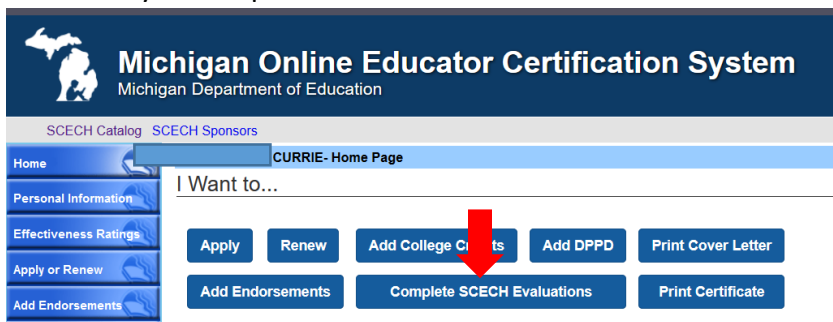 Michigan Online Educator Certification System
Michigan Department of Education
SCECH Catalog SCECH Sponsors
Home
CURRIE- Home Page
I Want to...
Personal Information
Effectiveness Ratings
Apply or Renew
Add Endorsements
Apply Renew Add College Add DPPD Print Cover Letter
Add Endorsements Complete SCECH Evaluations Print Certificate